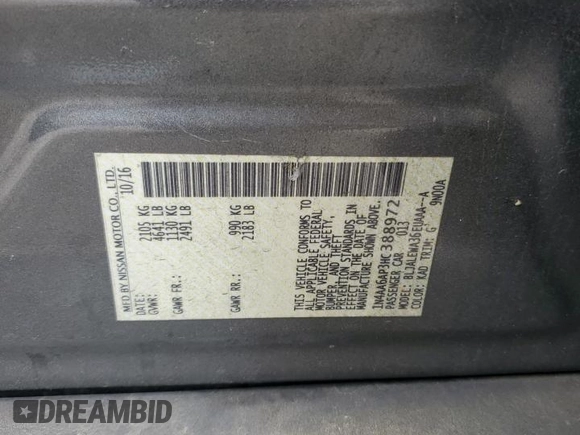 MFD BY NISSAN MOTOR CO., LTD.
DATE: 10/16
GVWR: 2105 KG
4641 LB
GAWR FR.: 1130 KG
2491 LB
GAWR RR.: 990 KG
2183 LB
THIS VEHICLE CONFORMS TO
ALL APPLICABLE FEDERAL
MOTOR VEHICLE SAFETY,
BUMPER, AND THEFT
PREVENTION STANDARDS IN
EFFECT ON THE DATE OF
MANUFACTURE SHOWN ABOVE.
1N4AA6AP3HC388972
PASSENGER CAR D13
MODEL: BLJALEWA36EUAAA--A
COLOR: KAD TRIM: G 9N00A
DREAMBID